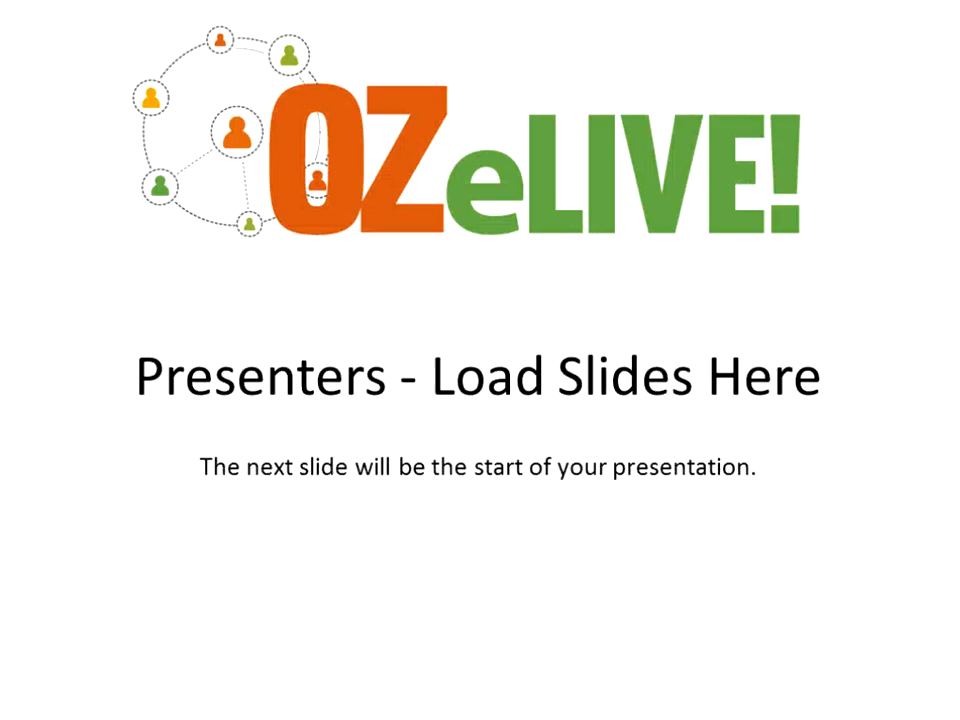 OZeLIVE!
Presenters - Load Slides Here
The next slide will be the start of your presentation.